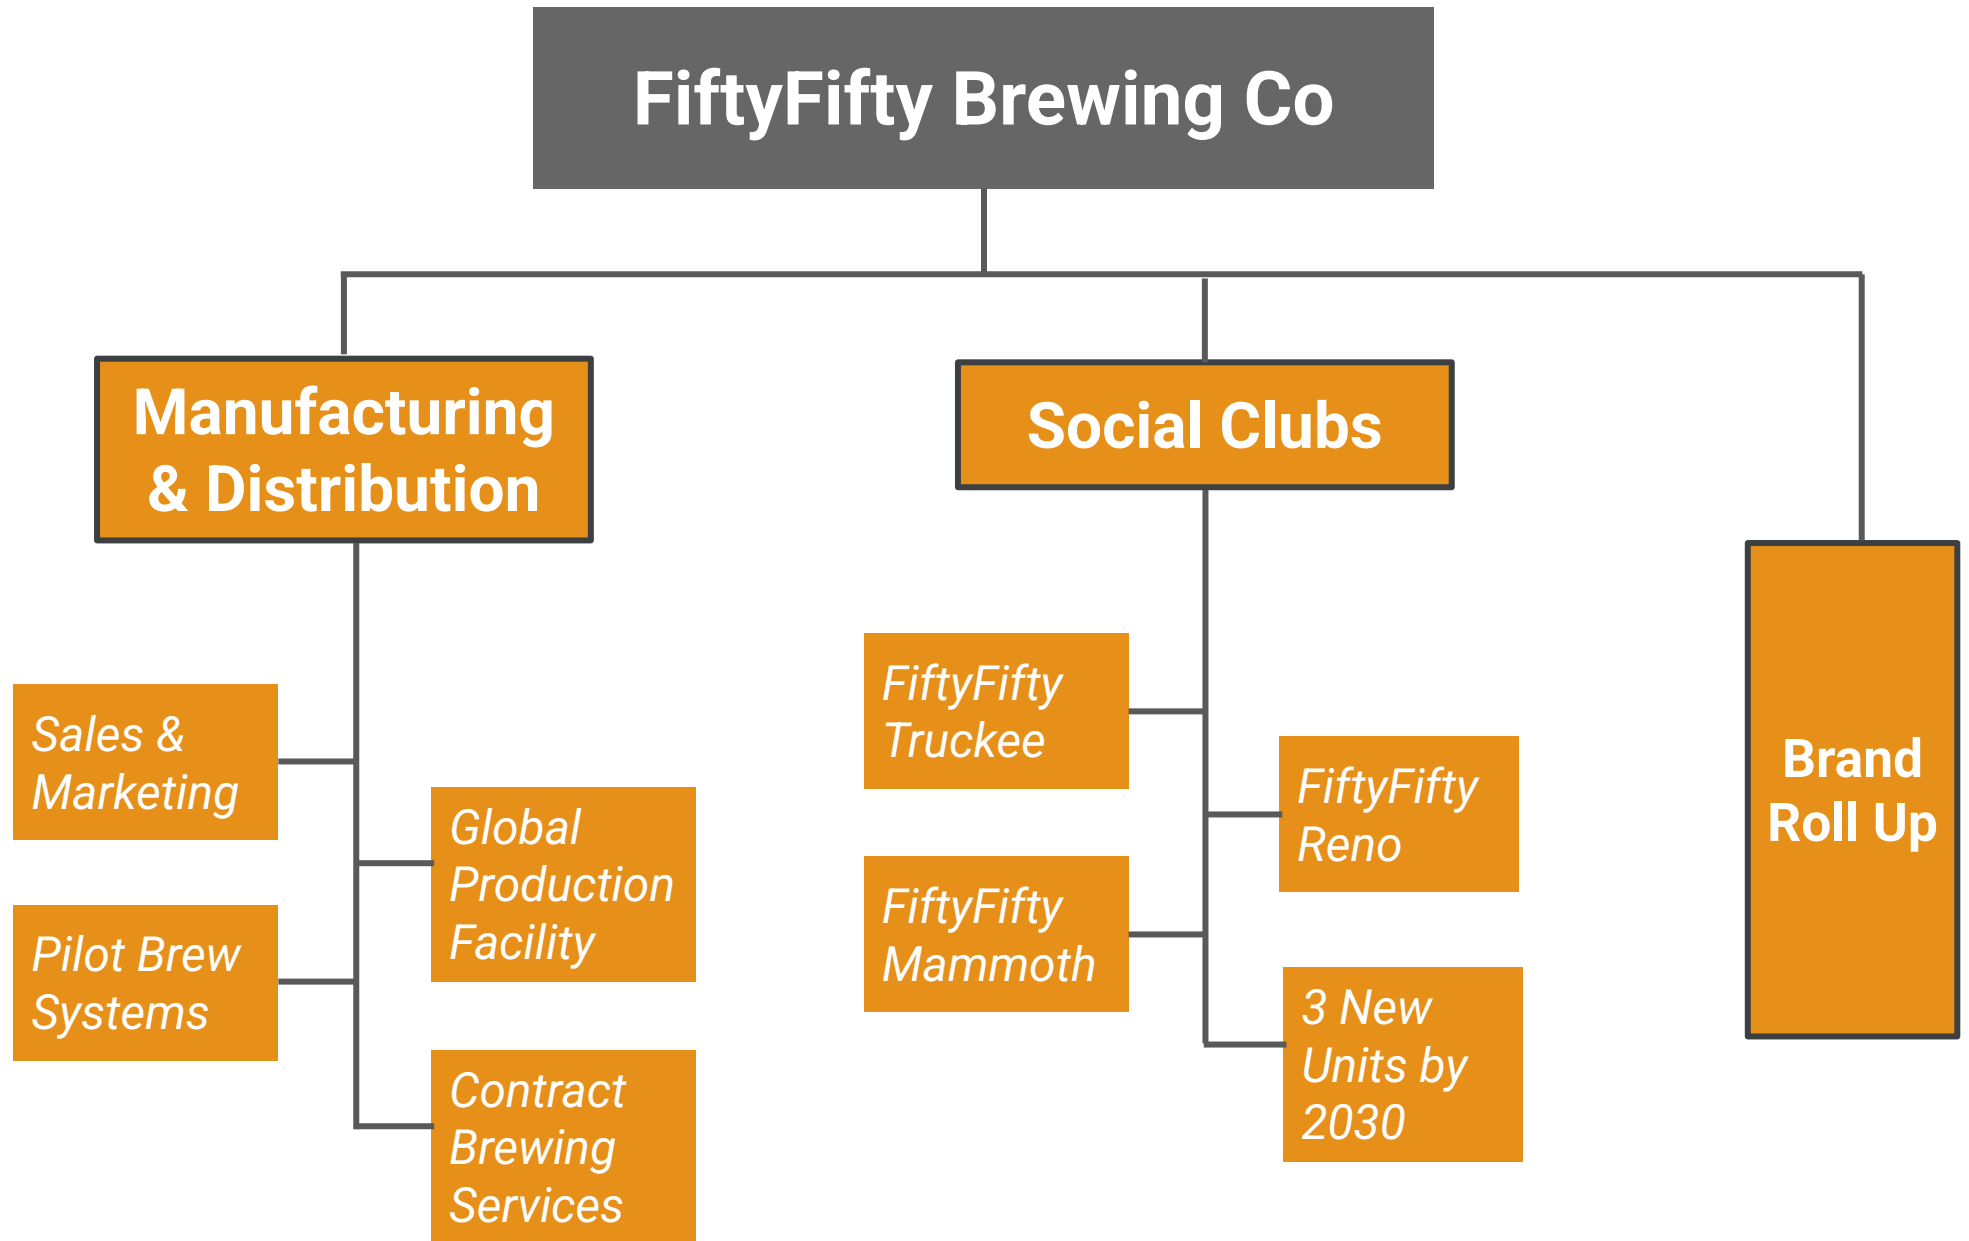 FiftyFifty Brewing Co
Manufacturing
& Distribution
Sales &
Marketing
Global
Production
Facility
Pilot Brew
Systems
Contract
Brewing
Services
Social Clubs
FiftyFifty
Truckee
FiftyFifty
Reno
FiftyFifty
Mammoth
3 New
Units by
2030
Brand
Roll Up